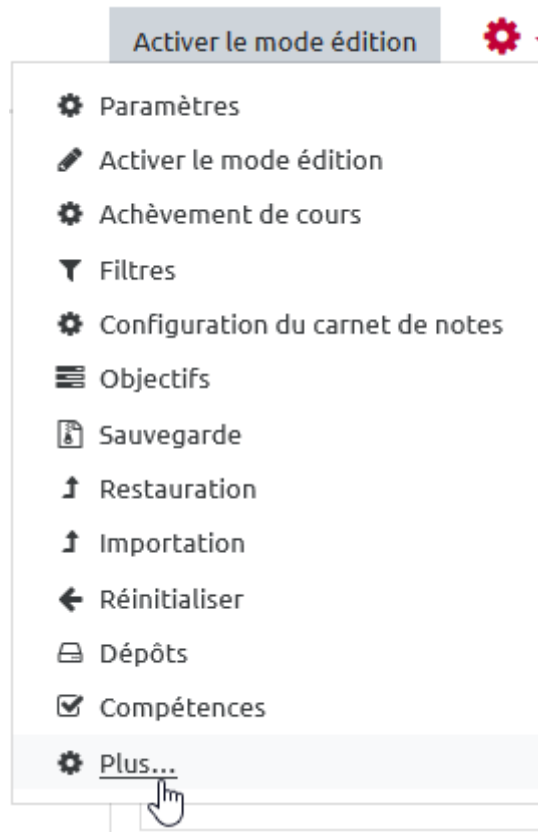 Activer le mode édition
Paramètres
Activer le mode édition
Achèvement de cours
Filtres
Configuration du carnet de notes
Objectifs
Sauvegarde
Restauration
Importation
Réinitialiser
Dépôts
Compétences
Plus...